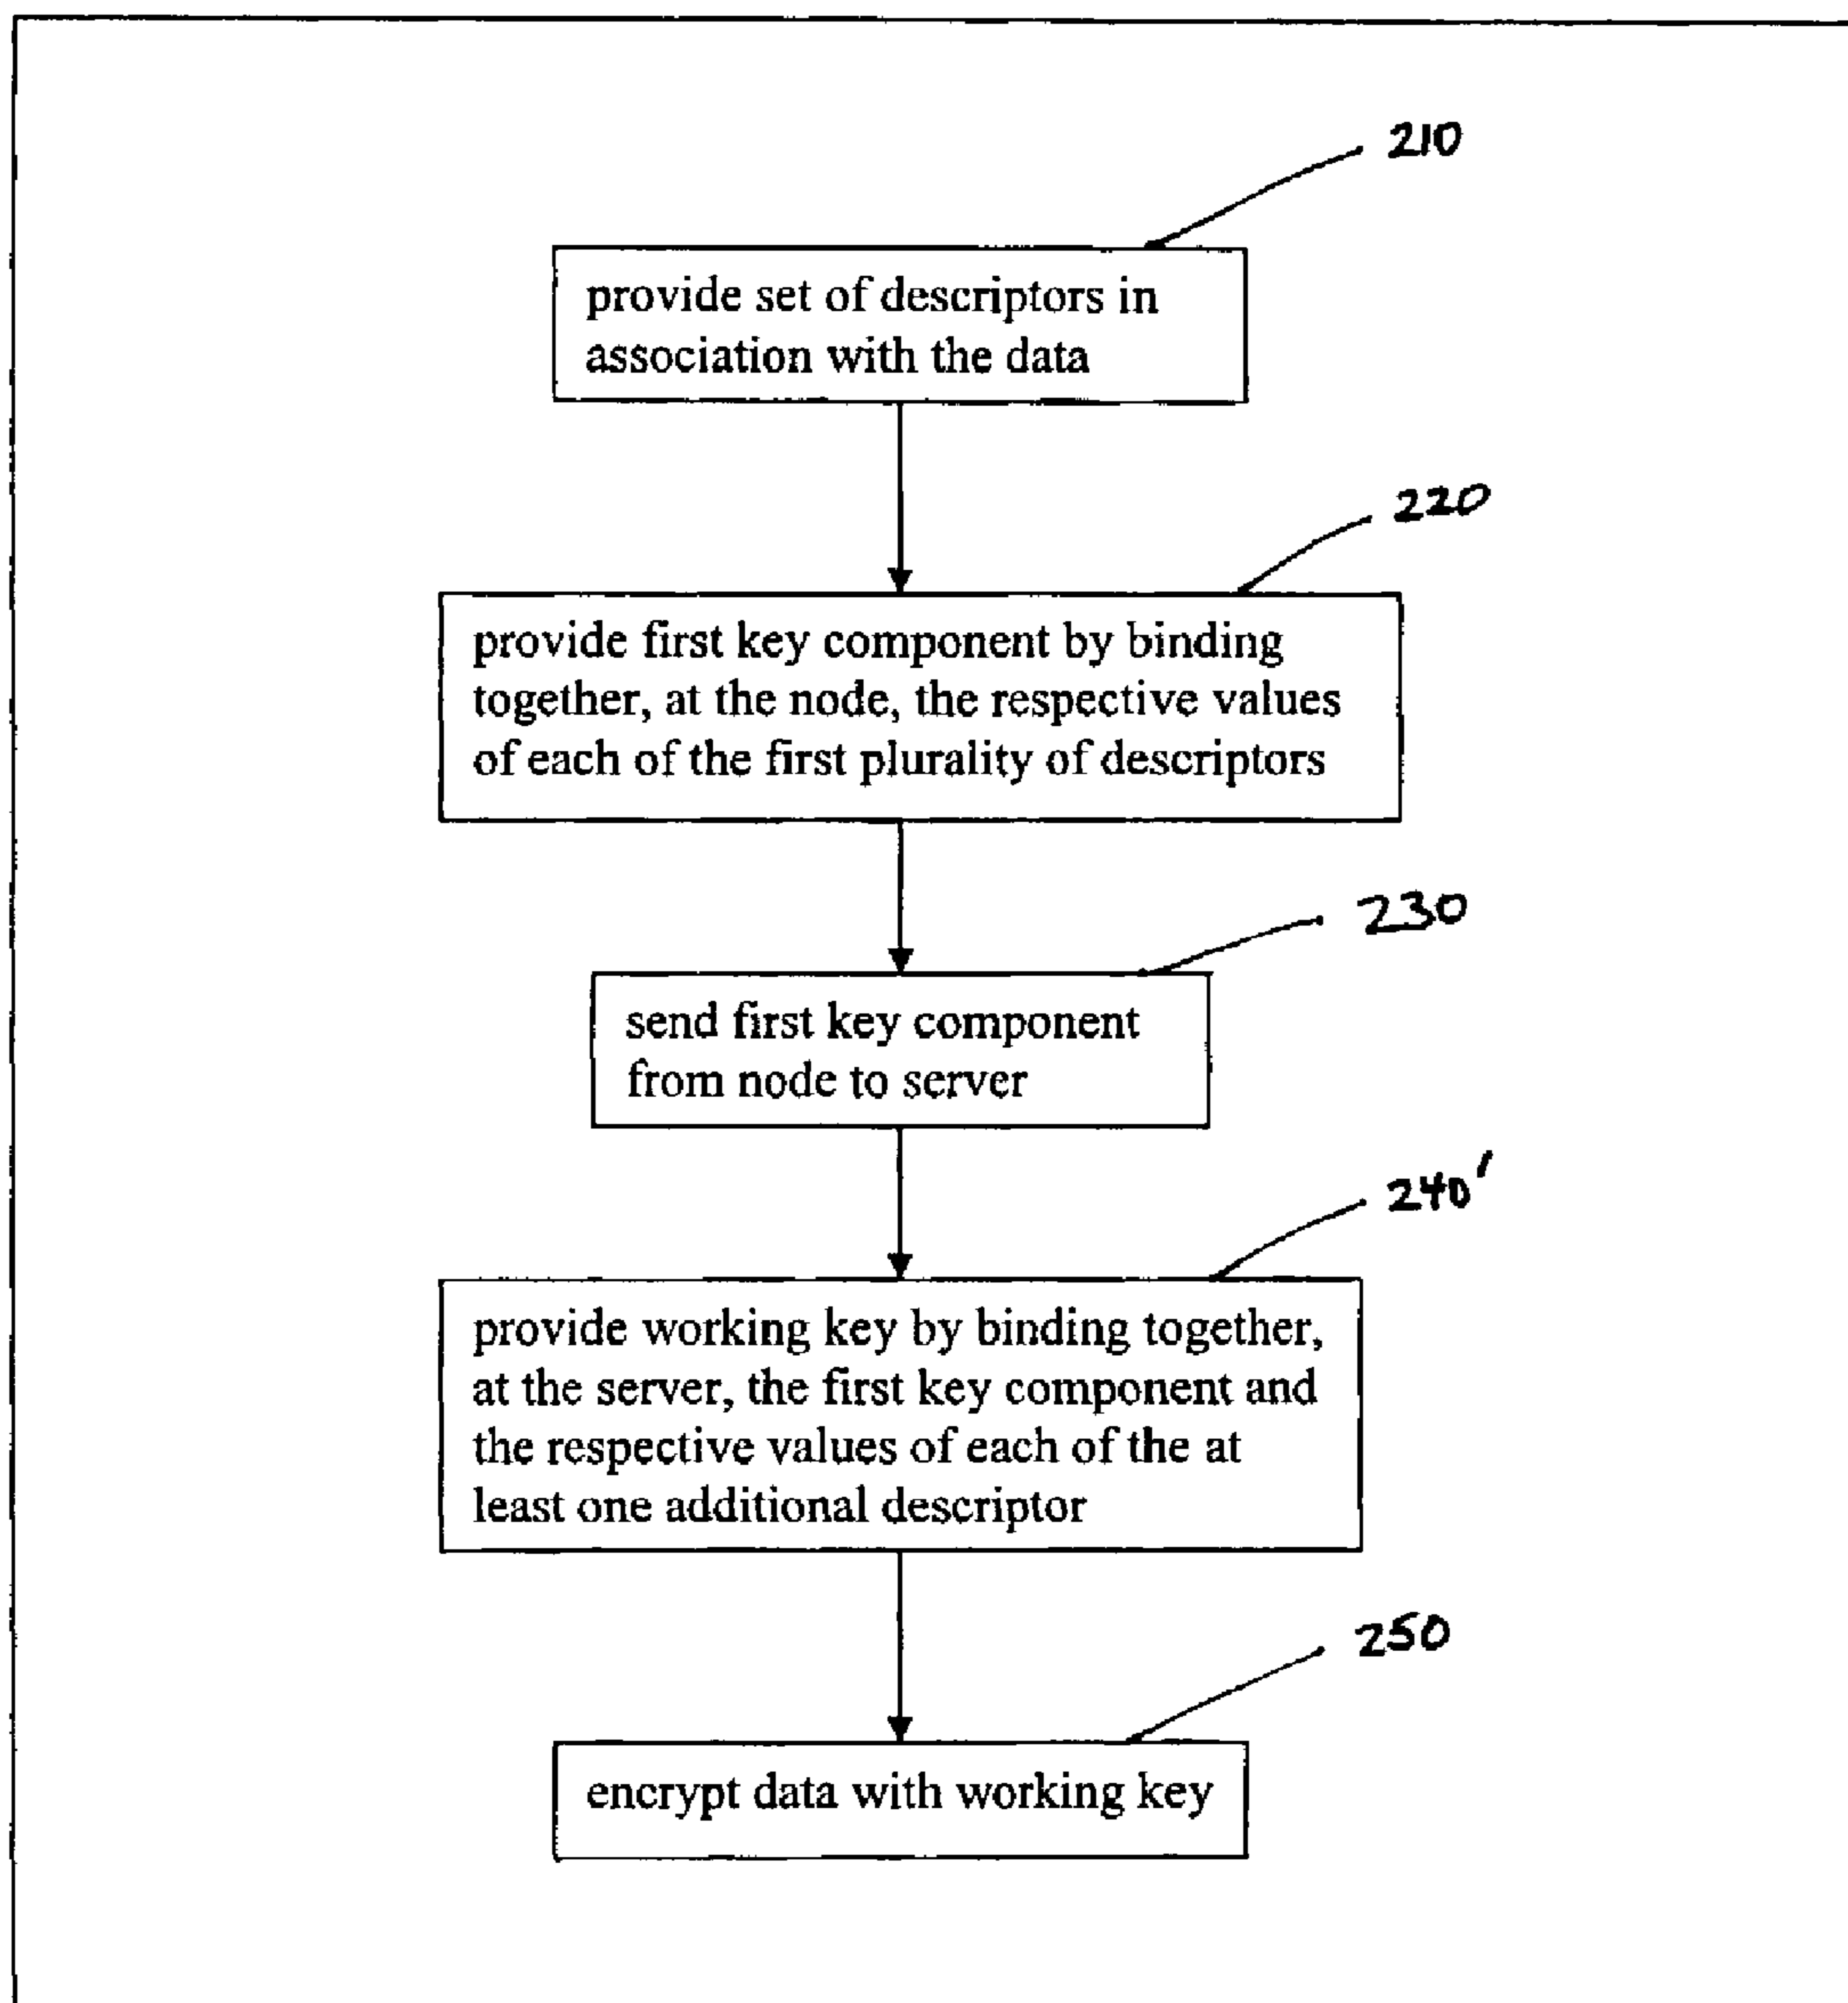 210
provide set of descriptors in
association with the data
220
provide first key component by binding
together, at the node, the respective values
of each of the first plurality of descriptors
230
send first key component
from node to server
240'
provide working key by binding together,
at the server, the first key component and
the respective values of each of the at
least one additional descriptor
250
encrypt data with working key